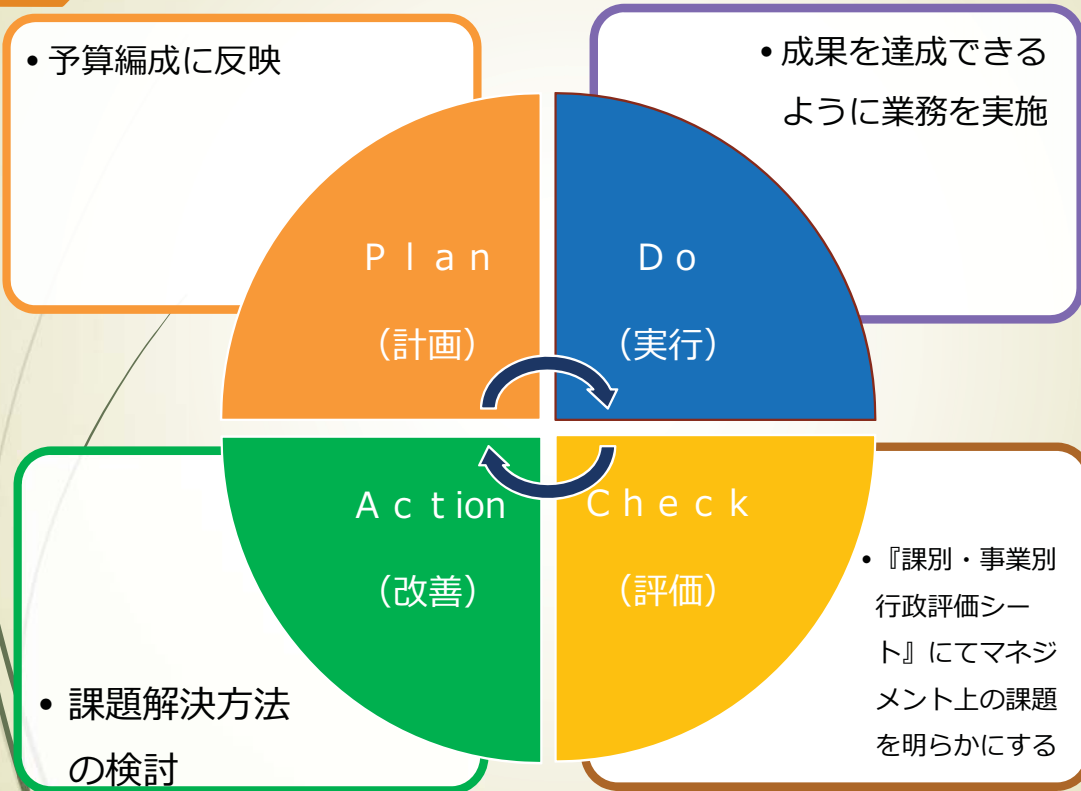 • 予算編成に反映
• 成果を達成できる
ように業務を実施
Ｐｌａｎ
（計画）
Ｄｏ
（実行）
Ａｃｔion
（改善）
Ｃｈｅｃｋ
（評価）
• 課題解決方法
の検討
• 『課別・事業別
行政評価シー
ト』にてマネジ
メント上の課題
を明らかにする